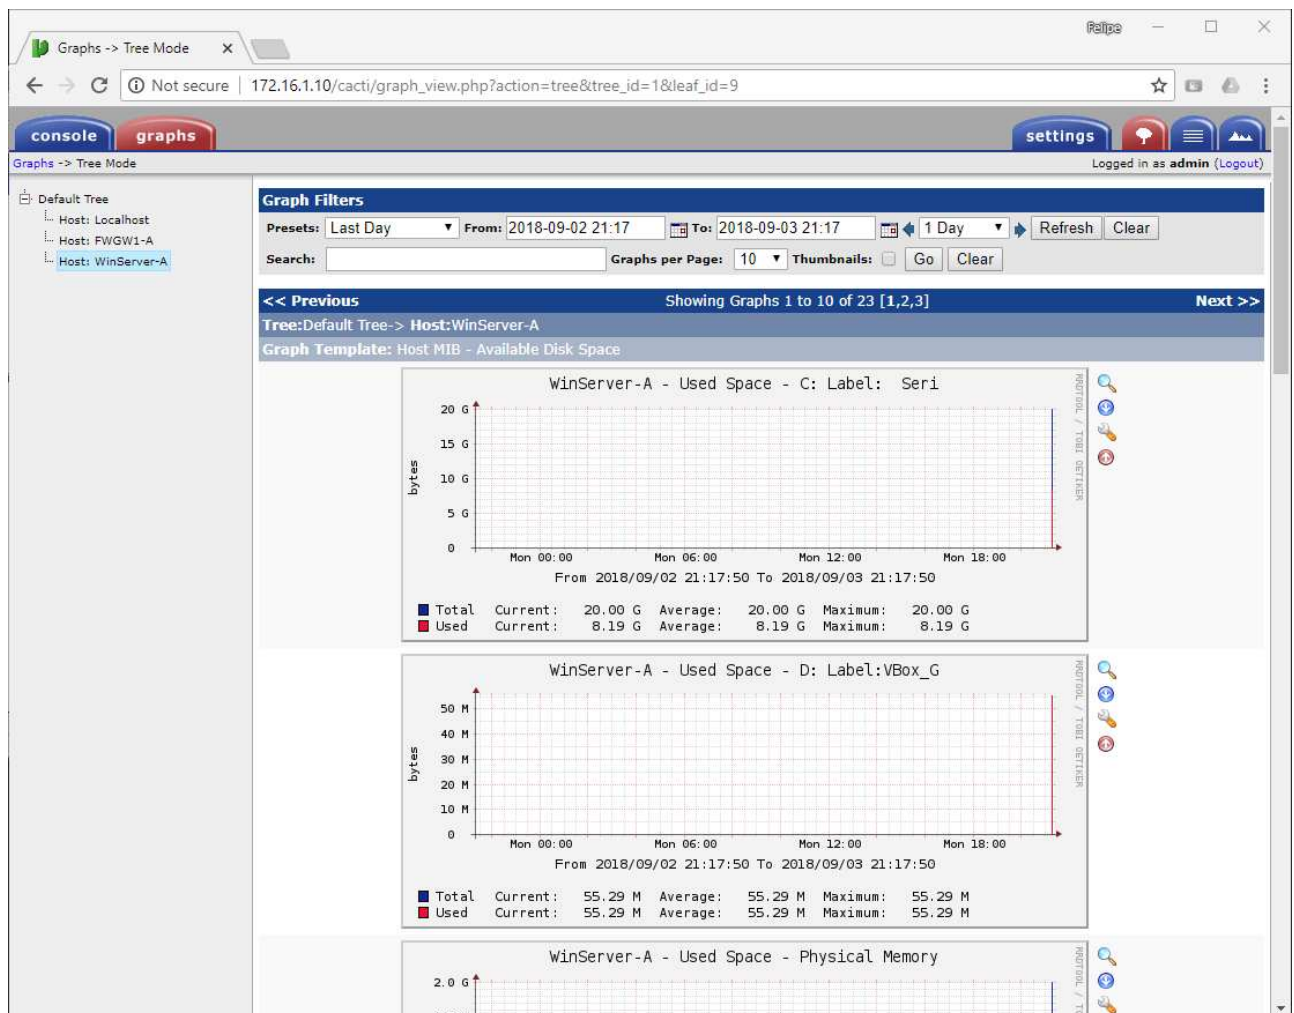 Felipe
Graphs -> Tree Mode
Not secure | 172.16.1.10/cacti/graph_view.php?action=tree&tree_id=1&leaf_id=9
console graphs settings
Graphs -> Tree Mode Logged in as admin (Logout)
Default Tree
Host: Localhost
Host: FWGW1-A
Host: WinServer-A
Graph Filters
Presets: Last Day From: 2018-09-02 21:17 To: 2018-09-03 21:17 1 Day Refresh Clear
Search: Graphs per Page: 10 Thumbnails: Go Clear
<< Previous Showing Graphs 1 to 10 of 23 [1,2,3] Next >>
Tree:Default Tree-> Host:WinServer-A
Graph Template: Host MIB - Available Disk Space
WinServer-A - Used Space - C: Label: Seri
RRDTOOL / TOBI OETIKER
bytes
20 G
15 G
10 G
5 G
0
Mon 00:00 Mon 06:00 Mon 12:00 Mon 18:00
From 2018/09/02 21:17:50 To 2018/09/03 21:17:50
Total Current: 20.00 G Average: 20.00 G Maximum: 20.00 G
Used Current: 8.19 G Average: 8.19 G Maximum: 8.19 G
WinServer-A - Used Space - D: Label:VBox_G
RRDTOOL / TOBI OETIKER
bytes
50 M
40 M
30 M
20 M
10 M
0
Mon 00:00 Mon 06:00 Mon 12:00 Mon 18:00
From 2018/09/02 21:17:50 To 2018/09/03 21:17:50
Total Current: 55.29 M Average: 55.29 M Maximum: 55.29 M
Used Current: 55.29 M Average: 55.29 M Maximum: 55.29 M
WinServer-A - Used Space - Physical Memory
RRDTOOL /
2.0 G